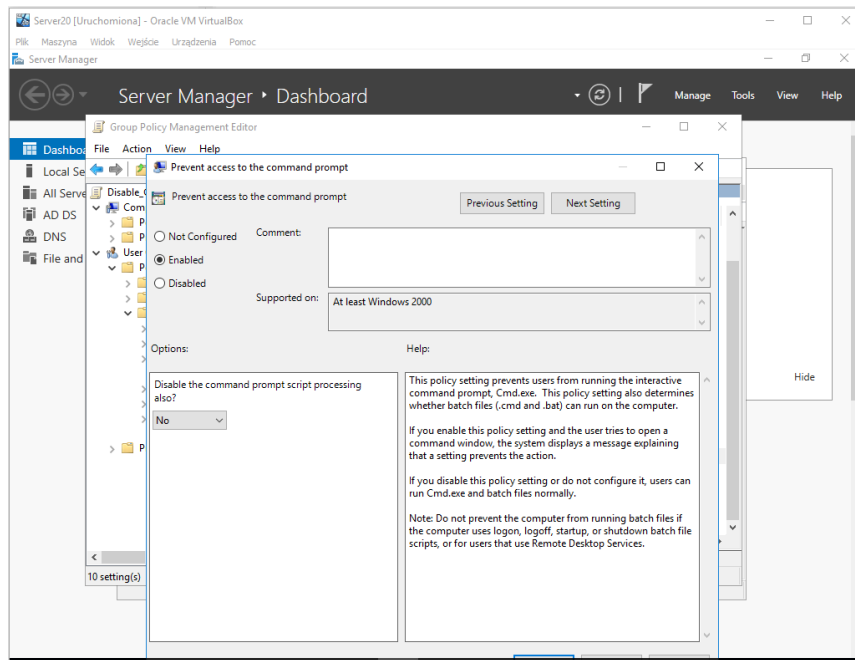 Server20 [Uruchomiona] - Oracle VM VirtualBox
Plik Maszyna Widok Wejście Urządzenia Pomoc
Server Manager
Server Manager ‣ Dashboard
Manage Tools View Help
Group Policy Management Editor
File Action View Help
Dashboa
Local Se
All Serve
AD DS
DNS
File and
Disable_
Com
P
P
User
P
P
10 setting(s)
Prevent access to the command prompt
Prevent access to the command prompt
Previous Setting
Next Setting
Not Configured
Enabled
Disabled
Comment:
Supported on:
At least Windows 2000
Options:
Help:
Disable the command prompt script processing
also?
No
This policy setting prevents users from running the interactive
command prompt, Cmd.exe. This policy setting also determines
whether batch files (.cmd and .bat) can run on the computer.
If you enable this policy setting and the user tries to open a
command window, the system displays a message explaining
that a setting prevents the action.
If you disable this policy setting or do not configure it, users can
run Cmd.exe and batch files normally.
Note: Do not prevent the computer from running batch files if
the computer uses logon, logoff, startup, or shutdown batch file
scripts, or for users that use Remote Desktop Services.
Hide